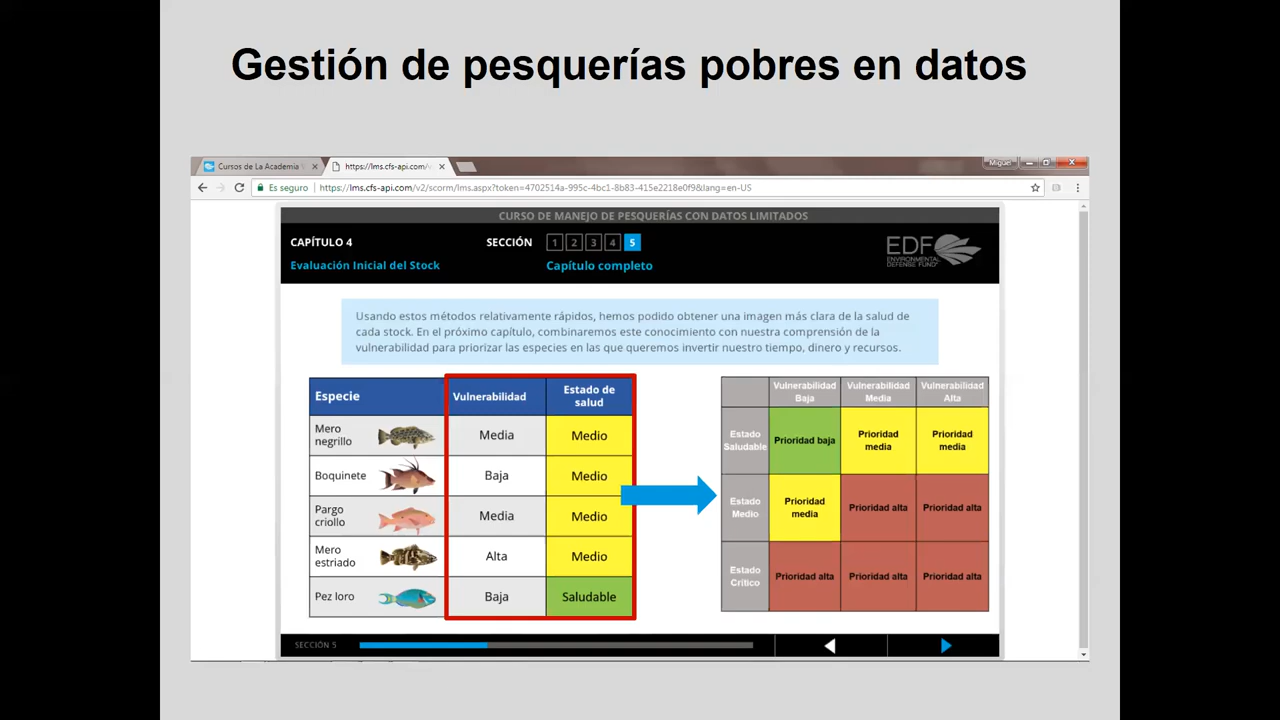 Gestión de pesquerías pobres en datos
Cursos de La Academia V
https://lms.cfs-api.com/v
Miguel
Es seguro
https://lms.cfs-api.com/v2/scorm/lms.aspx?token=4702514a-995c-4bc1-8b83-415e2218e0f9&lang=en-US
CURSO DE MANEJO DE PESQUERÍAS CON DATOS LIMITADOS
CAPÍTULO 4
Evaluación Inicial del Stock
SECCIÓN 1 2 3 4 5
Capítulo completo
EDF
ENVIRONMENTAL
DEFENSE FUND®
Usando estos métodos relativamente rápidos, hemos podido obtener una imagen más clara de la salud de
cada stock. En el próximo capítulo, combinaremos este conocimiento con nuestra comprensión de la
vulnerabilidad para priorizar las especies en las que queremos invertir nuestro tiempo, dinero y recursos.
Especie Vulnerabilidad Estado de
salud
Mero
negrillo Media Medio
Boquinete Baja Medio
Pargo
criollo Media Medio
Mero
estriado Alta Medio
Pez loro Baja Saludable
Vulnerabilidad Vulnerabilidad Vulnerabilidad
Baja Media Alta
Estado
Saludable Prioridad baja Prioridad
media Prioridad
media
Estado
Medio Prioridad
media Prioridad alta Prioridad alta
Estado
Crítico Prioridad alta Prioridad alta Prioridad alta
SECCIÓN 5